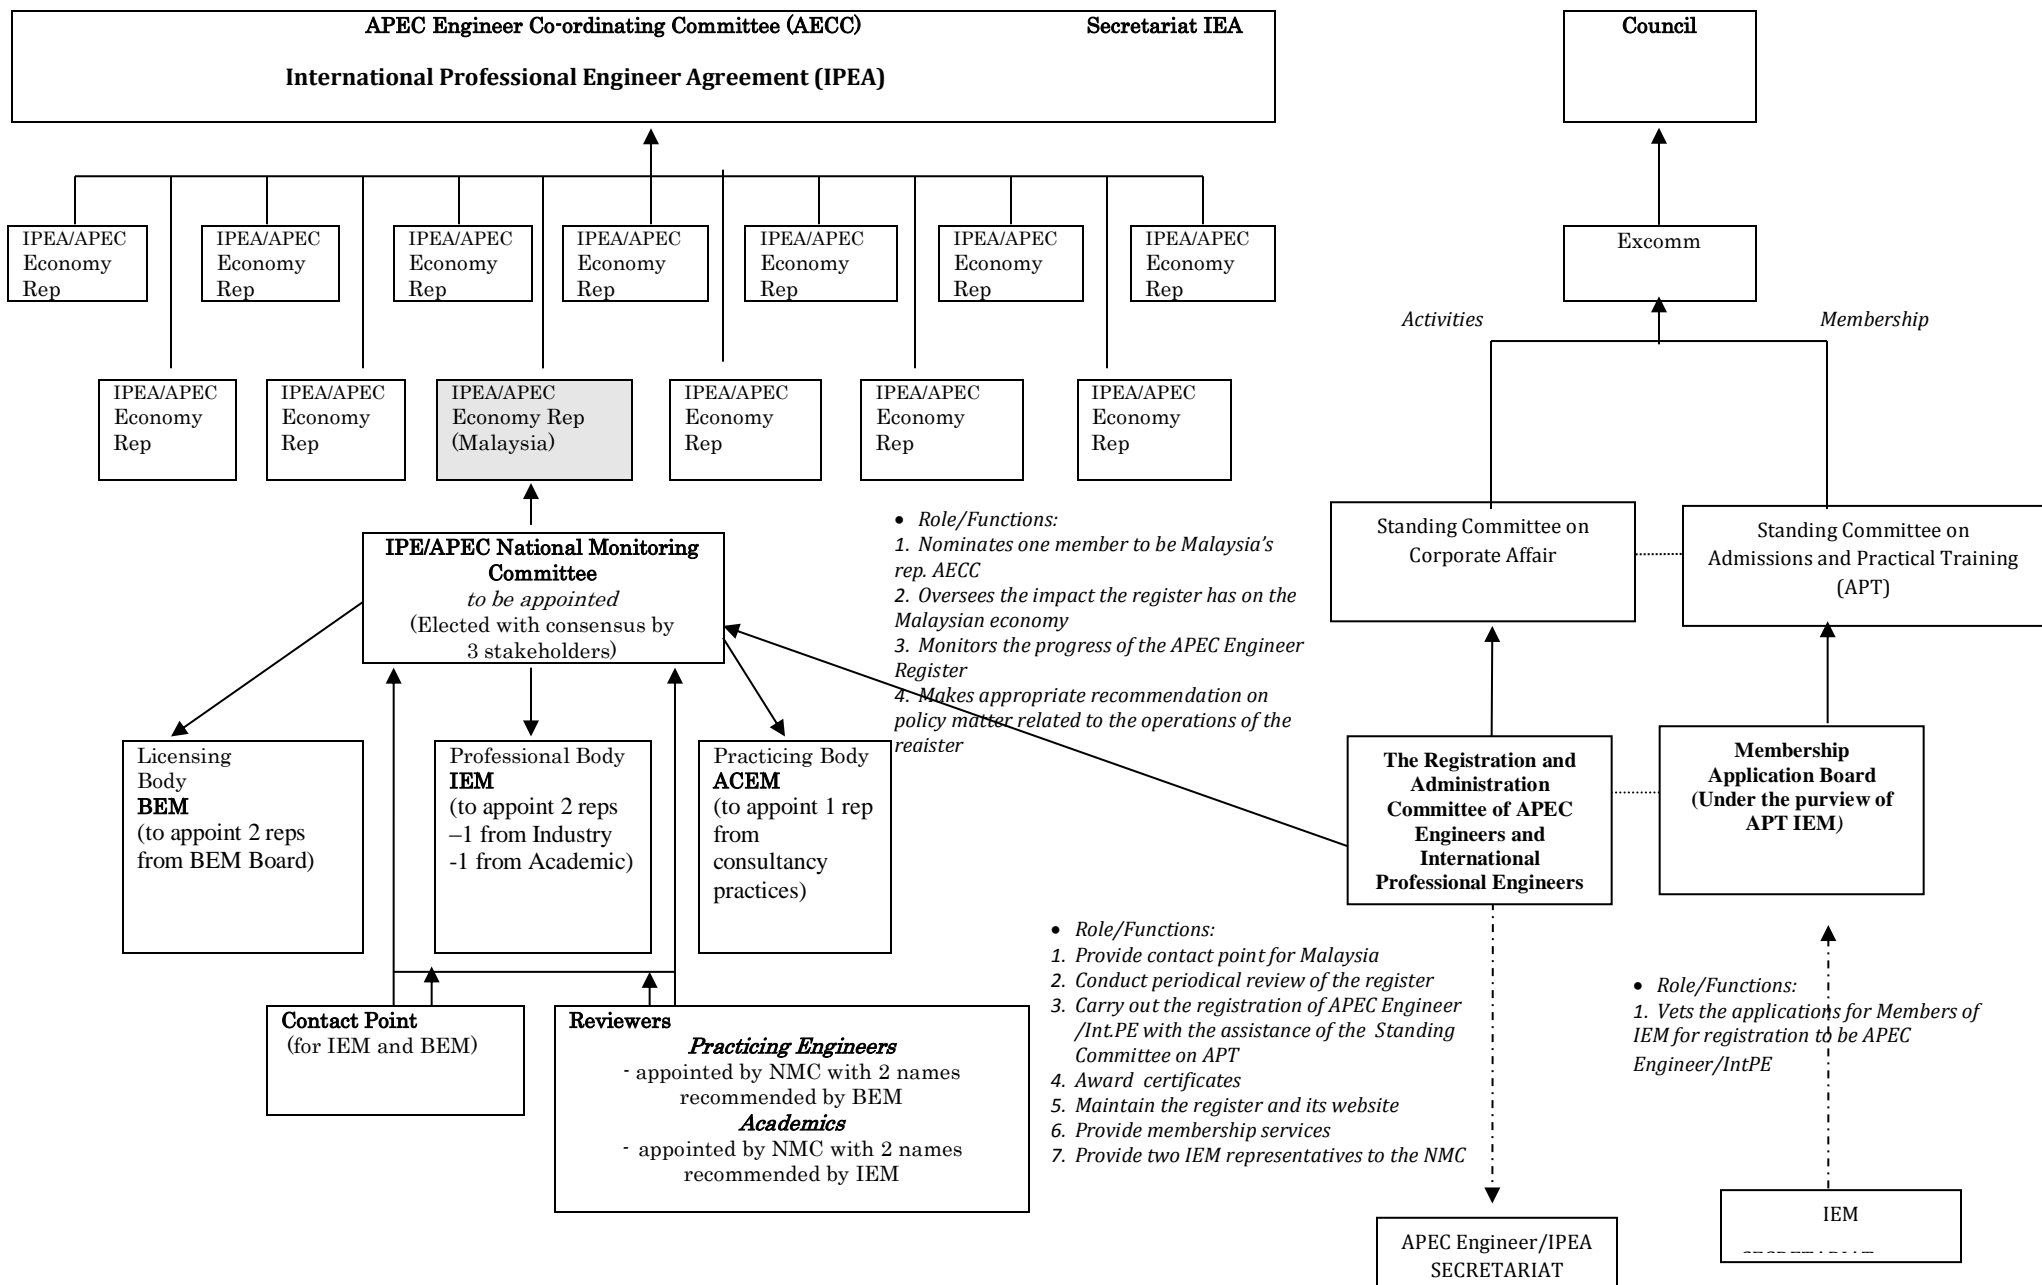 APEC Engineer Co-ordinating Committee (AECC) Secretariat IEA
International Professional Engineer Agreement (IPEA)
Council
IPEA/APEC
Economy
Rep
IPEA/APEC
Economy
Rep
IPEA/APEC
Economy
Rep
IPEA/APEC
Economy
Rep
IPEA/APEC
Economy
Rep
IPEA/APEC
Economy
Rep
IPEA/APEC
Economy
Rep
Excomm
Activities
Membership
IPEA/APEC
Economy
Rep
IPEA/APEC
Economy
Rep
IPEA/APEC
Economy Rep
(Malaysia)
IPEA/APEC
Economy
Rep
IPEA/APEC
Economy
Rep
IPEA/APEC
Economy
Rep
IPE/APEC National Monitoring
Committee
to be appointed
(Elected with consensus by
3 stakeholders)
• Role/Functions:
1. Nominates one member to be Malaysia's
rep. AECC
2. Oversees the impact the register has on the
Malaysian economy
3. Monitors the progress of the APEC Engineer
Register
4. Makes appropriate recommendation on
policy matter related to the operations of the
register
Standing Committee on
Corporate Affair
Standing Committee on
Admissions and Practical Training
(APT)
Licensing
Body
BEM
(to appoint 2 reps
from BEM Board)
Professional Body
IEM
(to appoint 2 reps
–1 from Industry
-1 from Academic)
Practicing Body
ACEM
(to appoint 1 rep
from
consultancy
practices)
The Registration and
Administration
Committee of APEC
Engineers and
International
Professional Engineers
Membership
Application Board
(Under the purview of
APT IEM)
Contact Point
(for IEM and BEM)
Reviewers
Practicing Engineers
- appointed by NMC with 2 names
recommended by BEM
Academics
- appointed by NMC with 2 names
recommended by IEM
• Role/Functions:
1. Provide contact point for Malaysia
2. Conduct periodical review of the register
3. Carry out the registration of APEC Engineer
/Int.PE with the assistance of the Standing
Committee on APT
4. Award certificates
5. Maintain the register and its website
6. Provide membership services
7. Provide two IEM representatives to the NMC
• Role/Functions:
1. Vets the applications for Members of
IEM for registration to be APEC
Engineer/IntPE
APEC Engineer/IPEA
SECRETARIAT
IEM